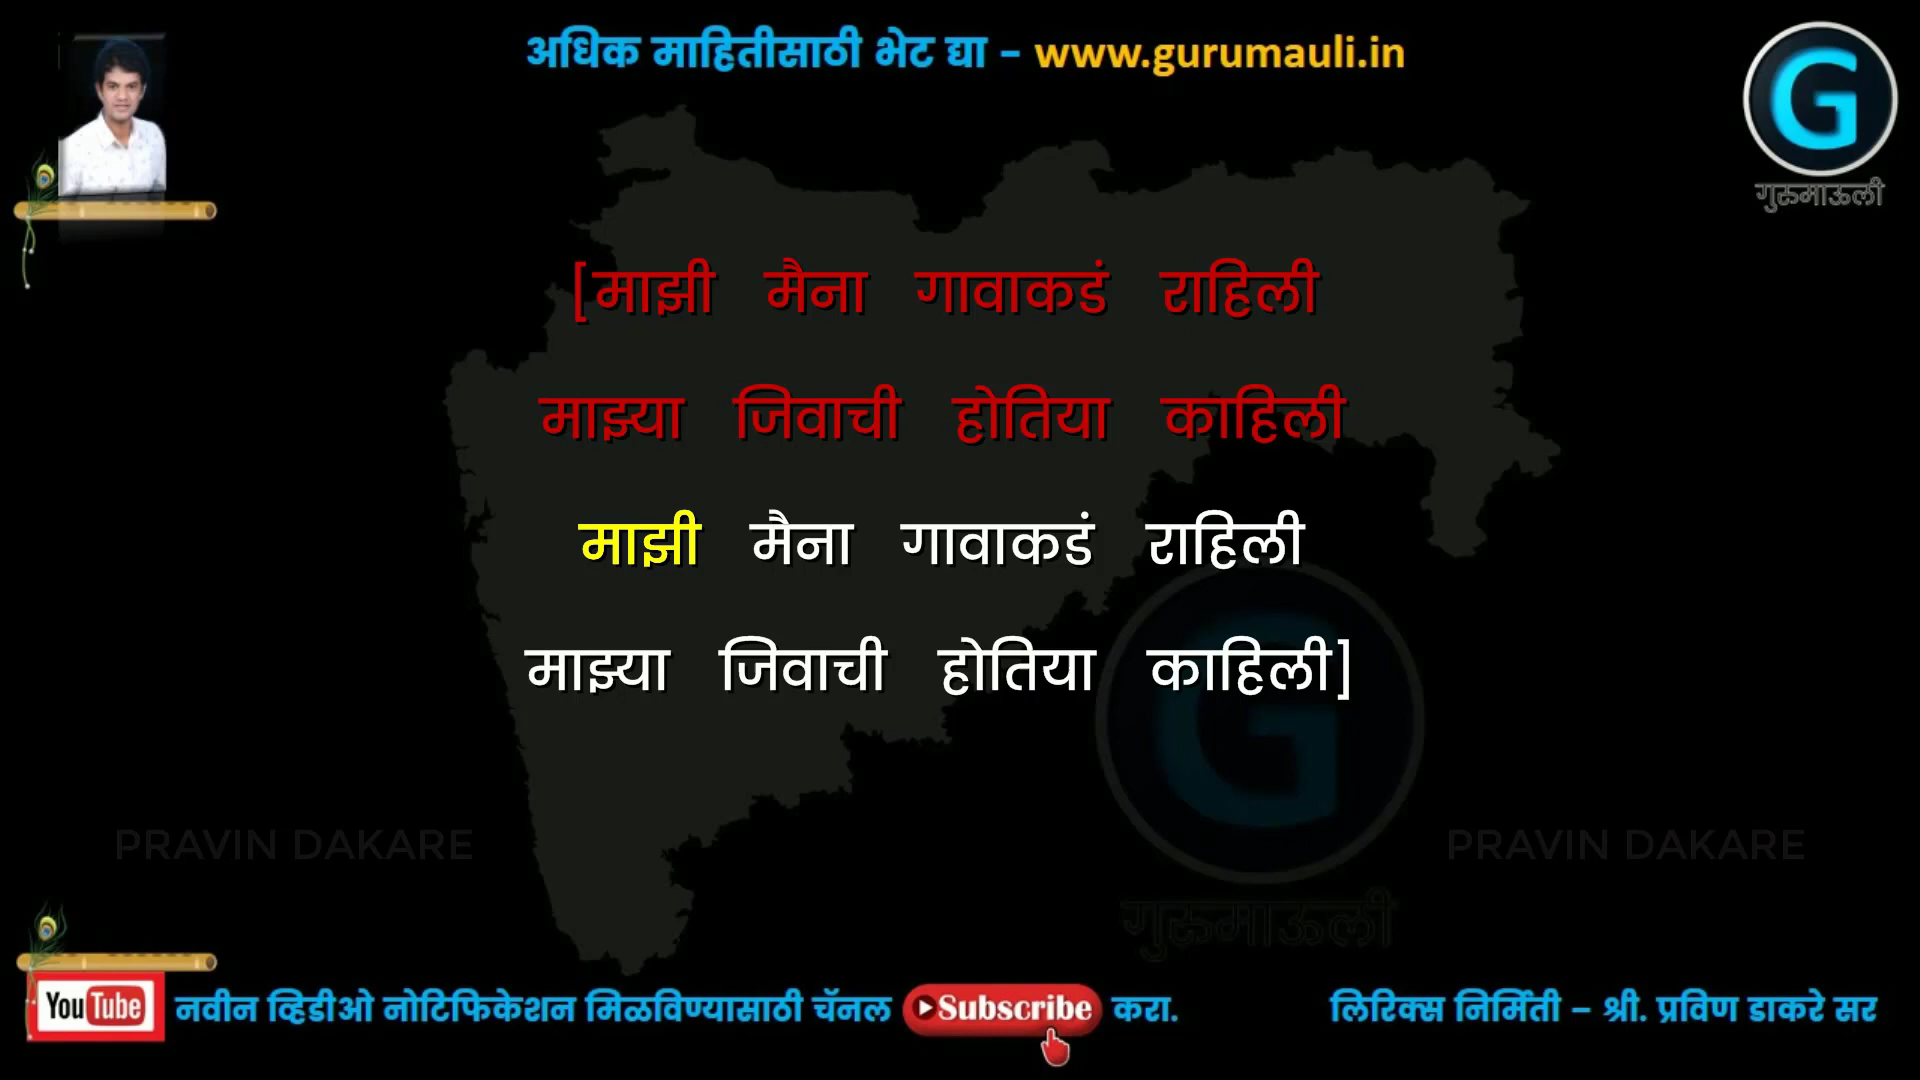 अधिक माहितीसाठी भेट द्या - www.gurumauli.in
G
गुरुमाऊली
[माझी मैना गावाकडं राहिली
माझ्या जिवाची होतिया काहिली
माझी मैना गावाकडं राहिली
माझ्या जिवाची होतिया काहिली]
G
PRAVIN DAKARE
PRAVIN DAKARE
गुरुमाऊली
YouTube नवीन व्हिडीओ नोटिफिकेशन मिळविण्यासाठी चॅनल Subscribe करा.
लिरिक्स निर्मिती - श्री. प्रविण डाकरे सर